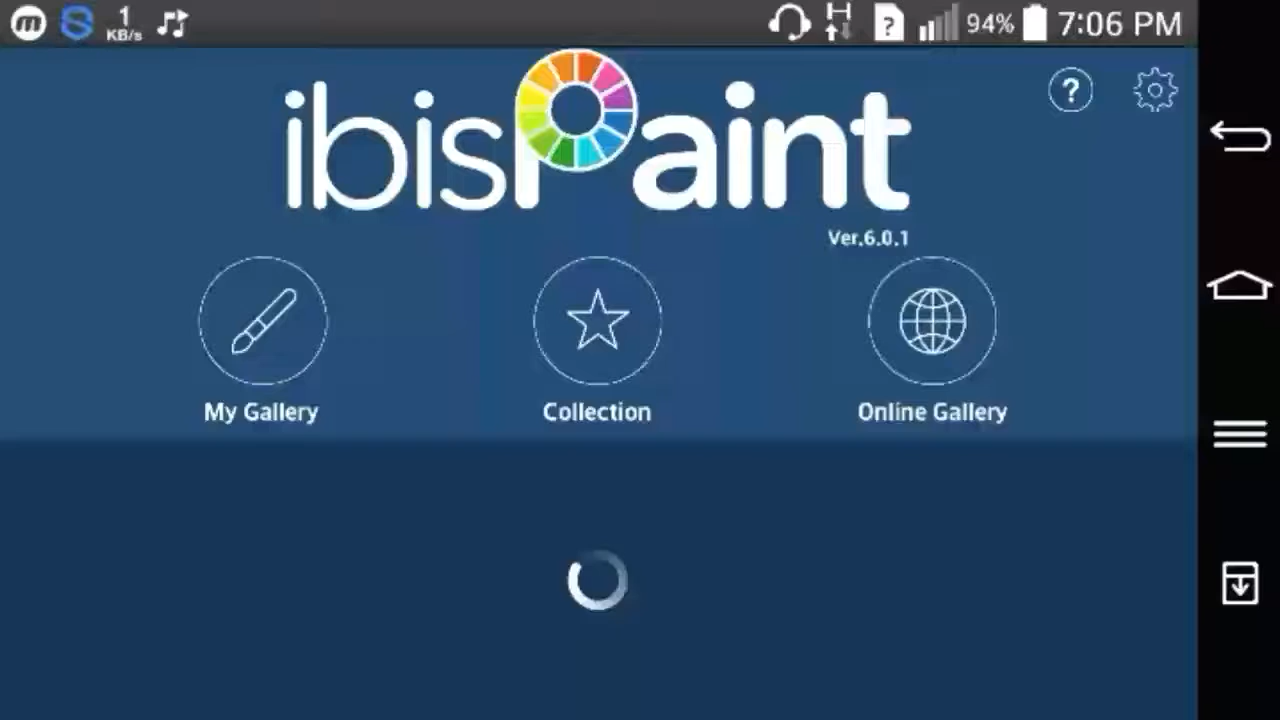 1
KB/s
94% 7:06 PM
ibisPaint
Ver.6.0.1
My Gallery
Collection
Online Gallery